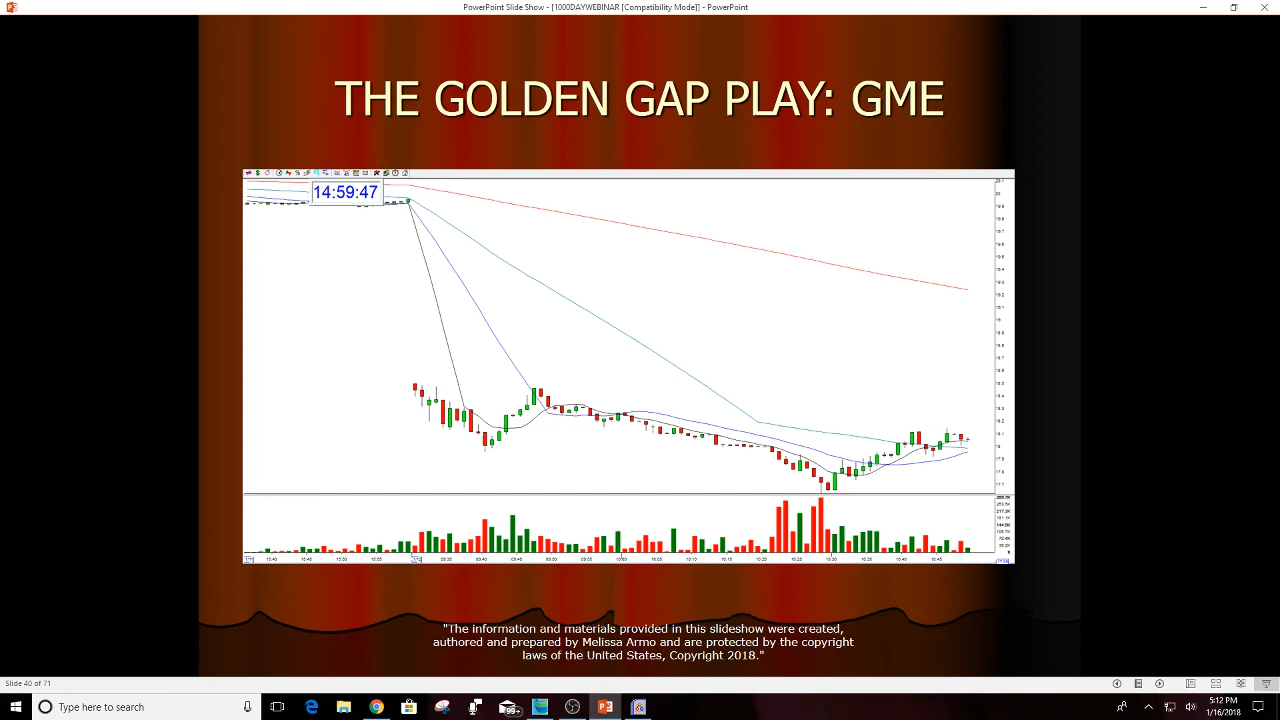 PowerPoint Slide Show - [1000DAYWEBINAR [Compatibility Mode]] - PowerPoint
THE GOLDEN GAP PLAY: GME
14:59:47
"The information and materials provided in this slideshow were created,
authored and prepared by Melissa Armo and are protected by the copyright
laws of the United States, Copyright 2018."
Slide 40 of 71
Type here to search
99+
5:12 PM
1/16/2018